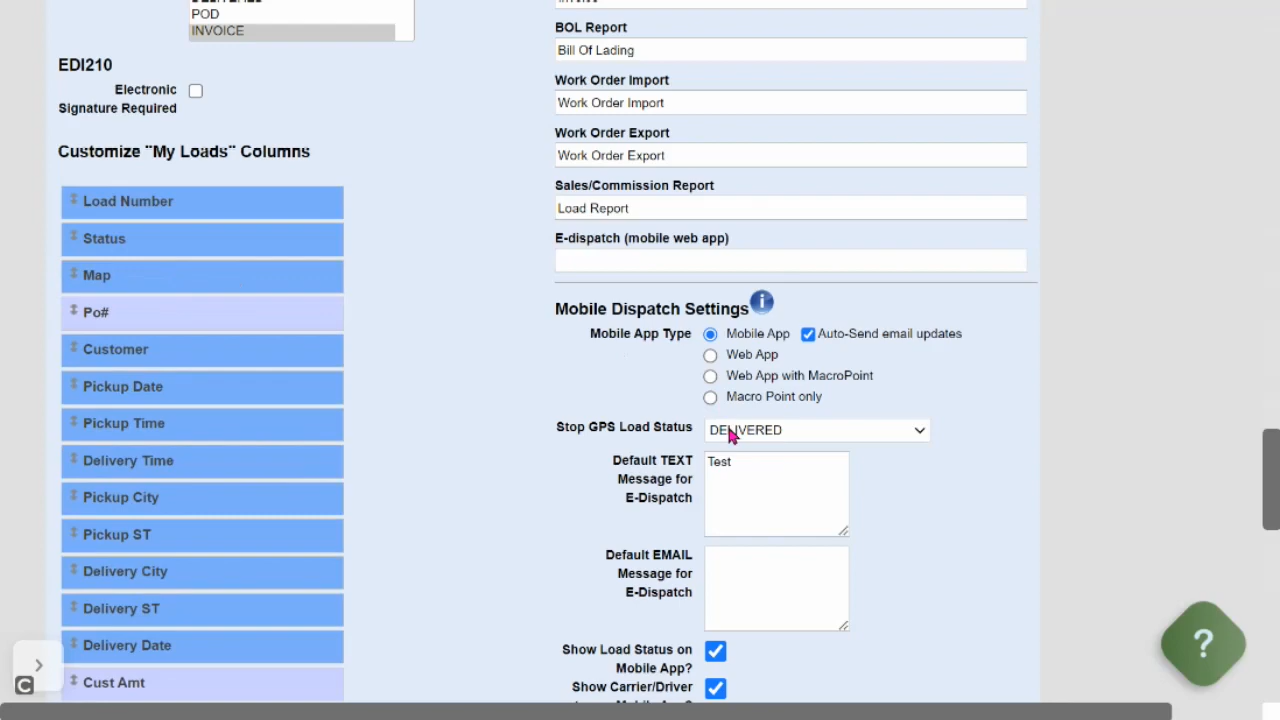 POD
INVOICE
EDI210
Electronic
Signature Required
Customize "My Loads" Columns
Load Number
Status
Map
Po#
Customer
Pickup Date
Pickup Time
Delivery Time
Pickup City
Pickup ST
Delivery City
Delivery ST
Delivery Date
Cust Amt
BOL Report
Bill Of Lading
Work Order Import
Work Order Import
Work Order Export
Work Order Export
Sales/Commission Report
Load Report
E-dispatch (mobile web app)
Mobile Dispatch Settings i
Mobile App Type
Mobile App
Auto-Send email updates
Web App
Web App with MacroPoint
Macro Point only
Stop GPS Load Status
DELIVERED
Default TEXT
Message for
E-Dispatch
Test
Default EMAIL
Message for
E-Dispatch
Show Load Status on
Mobile App?
Show Carrier/Driver
?
C